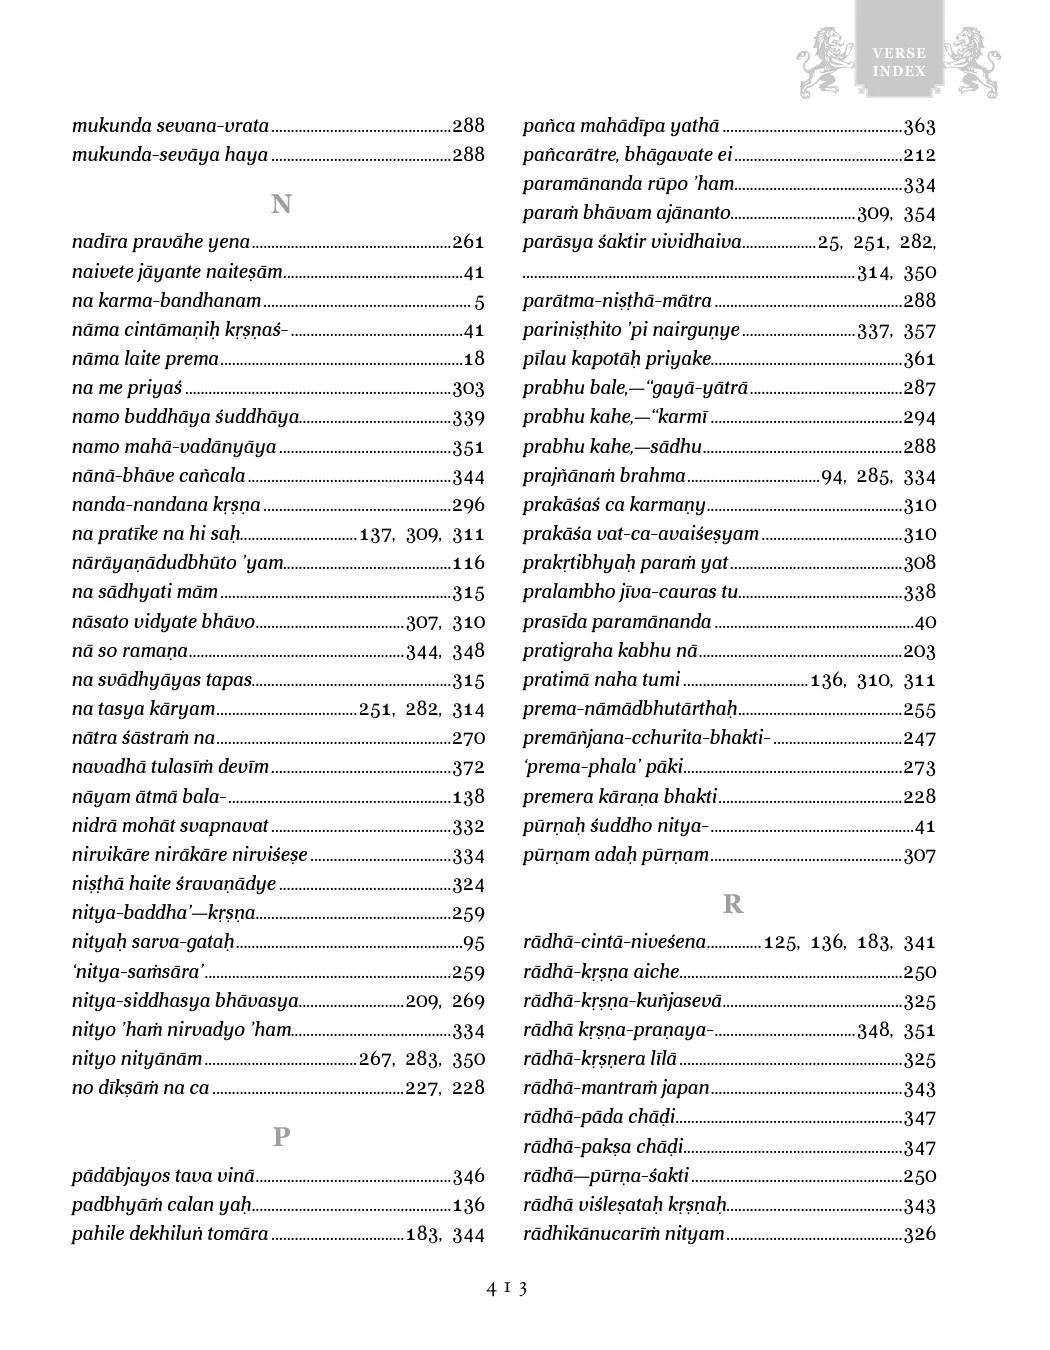 VERSE
INDEX
mukunda sevana-vrata..............................................288
mukunda-sevāya haya..............................................288
N
nadīra pravāhe yena...................................................261
naivete jāyante naiteṣām..............................................41
na karma-bandhanam..................................................... 5
nāma cintāmaṇiḥ kṛṣṇaś-............................................41
nāma laite prema..............................................................18
na me priyaś....................................................................303
namo buddhāya śuddhāya.......................................339
namo mahā-vadānyāya............................................351
nānā-bhāve cañcala....................................................344
nanda-nandana kṛṣṇa................................................296
na pratīke na hi saḥ..............................137, 309, 311
nārāyaṇādudbhūto ’yam...........................................116
na sādhyati mām...........................................................315
nāsato vidyate bhāvo......................................307, 310
nā so ramaṇa.......................................................344, 348
na svādhyāyas tapas...................................................315
na tasya kāryam....................................251, 282, 314
nātra śāstraṁ na............................................................270
navadhā tulasīṁ devīm..............................................372
nāyam ātmā bala-.........................................................138
nidrā mohāt svapnavat..............................................332
nirvikāre nirākāre nirviśeṣe....................................334
niṣṭhā haite śravaṇādye............................................324
nitya-baddha’—kṛṣṇa..................................................259
nityaḥ sarva-gataḥ..........................................................95
‘nitya-saṁsāra’...............................................................259
nitya-siddhasya bhāvasya...........................209, 269
nityo ’haṁ nirvadyo ’ham.........................................334
nityo nityānām.......................................267, 283, 350
no dīkṣāṁ na ca.................................................227, 228
P
pādābjayos tava vinā..................................................346
padbhyāṁ calan yaḥ...................................................136
pahile dekhiluṅ tomāra..................................183, 344
pañca mahādīpa yathā..............................................363
pañcarātre, bhāgavate ei...........................................212
paramānanda rūpo ’ham...........................................334
paraṁ bhāvam ajānanto................................309, 354
parāsya śaktir vividhaiva...................25, 251, 282,
.....................................................................................314, 350
parātma-niṣṭhā-mātra................................................288
pariniṣṭhito ’pi nairguṇye.............................337, 357
pīlau kapotāḥ priyake.................................................361
prabhu bale,—“gayā-yātrā.......................................287
prabhu kahe,—“karmī.................................................294
prabhu kahe,—sādhu...................................................288
prajñānaṁ brahma..................................94, 285, 334
prakāśaś ca karmaṇy..................................................310
prakāśa vat-ca-avaiśeṣyam....................................310
prakṛtibhyaḥ paraṁ yat............................................308
pralambho jīva-cauras tu..........................................338
prasīda paramānanda...................................................40
pratigraha kabhu nā....................................................203
pratimā naha tumi................................136, 310, 311
prema-nāmādbhutārthaḥ..........................................255
premāñjana-cchurita-bhakti-.................................247
‘prema-phala’ pāki........................................................273
premera kāraṇa bhakti...............................................228
pūrṇaḥ śuddho nitya-....................................................41
pūrṇam adaḥ pūrṇam.................................................307
R
rādhā-cintā-niveśena..............125, 136, 183, 341
rādhā-kṛṣṇa aiche.........................................................250
rādhā-kṛṣṇa-kuñjasevā..............................................325
rādhā kṛṣṇa-praṇaya-....................................348, 351
rādhā-kṛṣṇera līlā.........................................................325
rādhā-mantraṁ japan.................................................343
rādhā-pāda chāḍi..........................................................347
rādhā-pakṣa chāḍi........................................................347
rādhā—pūrṇa-śakti......................................................250
rādhā viśleṣataḥ kṛṣṇaḥ.............................................343
rādhikānucarīṁ nityam.............................................326
413